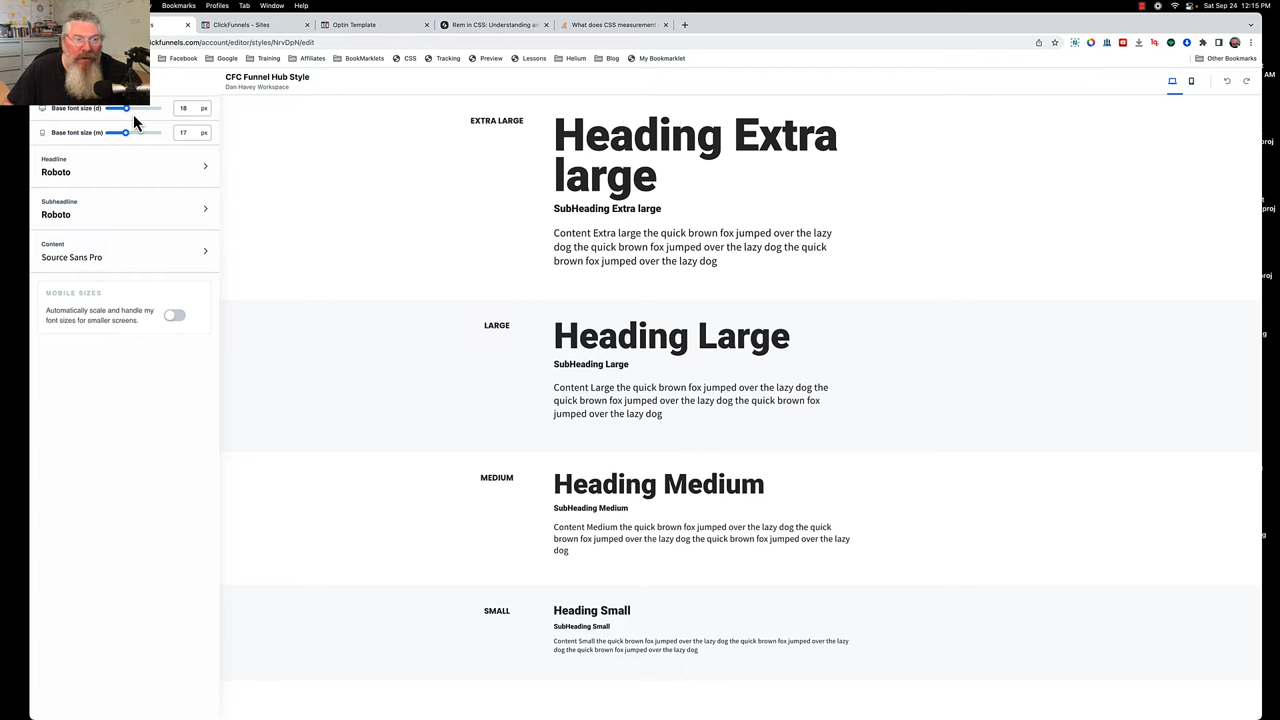 Bookmarks Profiles Tab Window Help
Sat Sep 24 12:15 PM
s × ClickFunnels - Sites × Optin Template × Rem in CSS: Understanding an × What does CSS measurement × +
ickfunnels.com/account/editor/styles/NrvDpN/edit
Facebook Google Training Affiliates BookMarklets CSS Tracking Preview Lessons Helium Blog My Bookmarklet Other Bookmarks
AM
CFC Funnel Hub Style
Dan Havey Workspace
Base font size (d) 18 px
Base font size (m) 17 px
Headline
Roboto
Subheadline
Roboto
Content
Source Sans Pro
MOBILE SIZES
Automatically scale and handle my
font sizes for smaller screens.
EXTRA LARGE
Heading Extra
large
SubHeading Extra large
Content Extra large the quick brown fox jumped over the lazy
dog the quick brown fox jumped over the lazy dog the quick
brown fox jumped over the lazy dog
LARGE
Heading Large
SubHeading Large
Content Large the quick brown fox jumped over the lazy dog the
quick brown fox jumped over the lazy dog the quick brown fox
jumped over the lazy dog
MEDIUM
Heading Medium
SubHeading Medium
Content Medium the quick brown fox jumped over the lazy dog the quick
brown fox jumped over the lazy dog the quick brown fox jumped over the lazy
dog
SMALL
Heading Small
SubHeading Small
Content Small the quick brown fox jumped over the lazy dog the quick brown fox jumped over the lazy
dog the quick brown fox jumped over the lazy dog